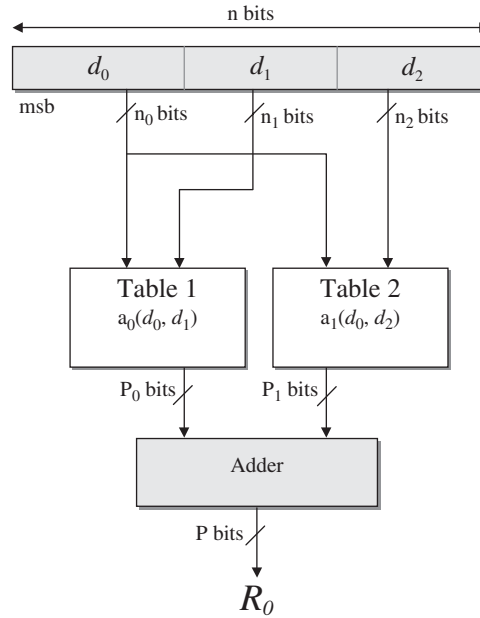 n bits
d₀ d₁ d₂
msb
n₀ bits n₁ bits n₂ bits
Table 1 Table 2
a₀(d₀, d₁) a₁(d₀, d₂)
P₀ bits P₁ bits
Adder
P bits
R₀